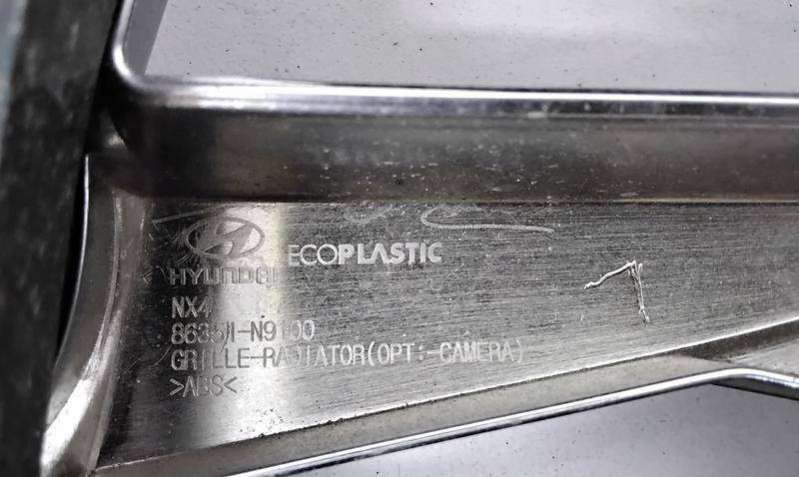 HYUNDAI ECOPLASTIC
NX4
86351-N9100
GRILLE-RADIATOR(OPT:-CAMERA)
>ABS<